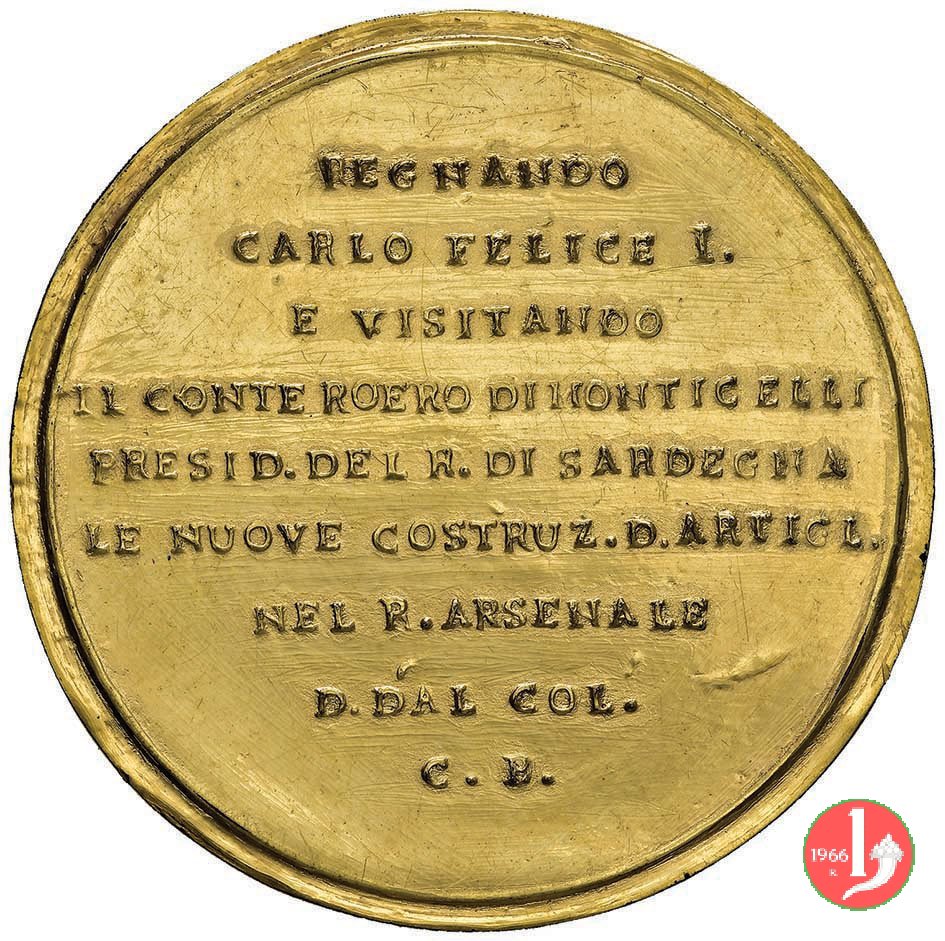 REGNANDO
CARLO FELICE I.
E VISITANDO
IL CONTE ROERO DI MONTICELLI
PRESID. DEL R. DI SARDEGNA
LE NUOVE COSTRUZ. D. ARTIGL.
NEL R. ARSENALE
D. DAL COL.
C. B.
1966
R
1